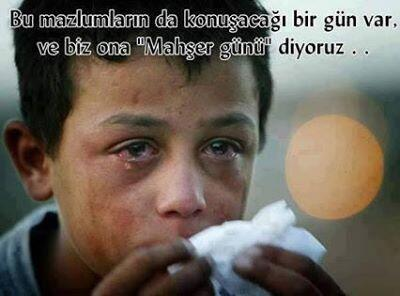 Bu mazlumların da konuşacağı bir gün var,
ve biz ona "Mahşer günü" diyoruz . .